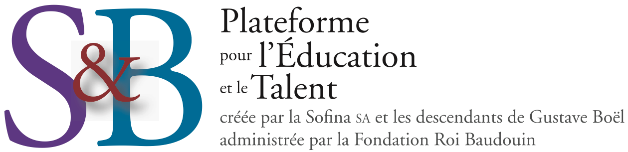 S&B
Plateforme
pour l'Éducation
et le Talent
créée par la Sofina SA et les descendants de Gustave Boël
administrée par la Fondation Roi Baudouin